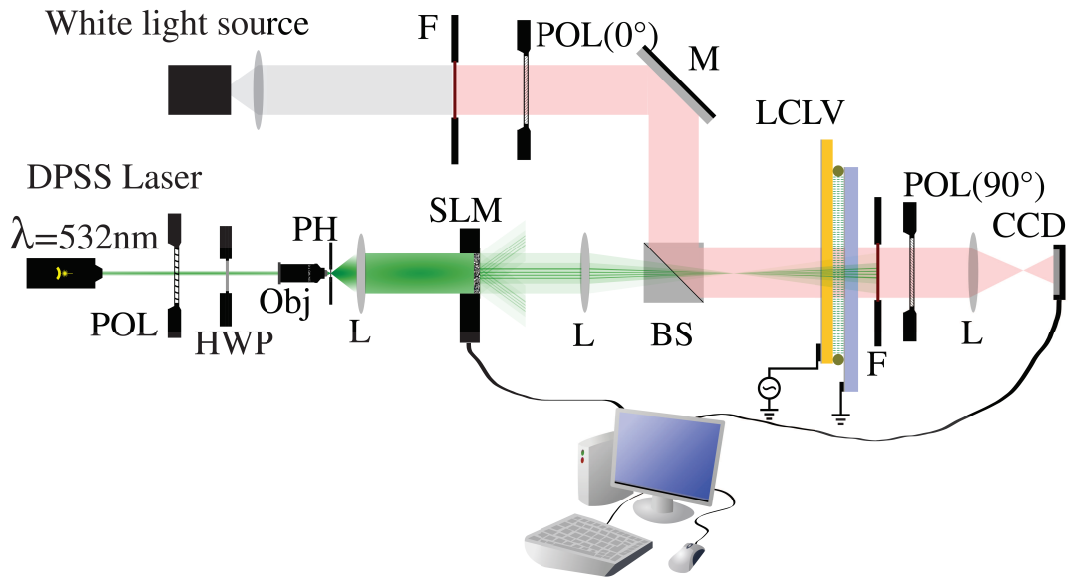 White light source
F
POL(0°)
M
LCLV
DPSS Laser
λ=532nm
PH
SLM
POL(90°)
CCD
POL
HWP
Obj
L
L
BS
F
L